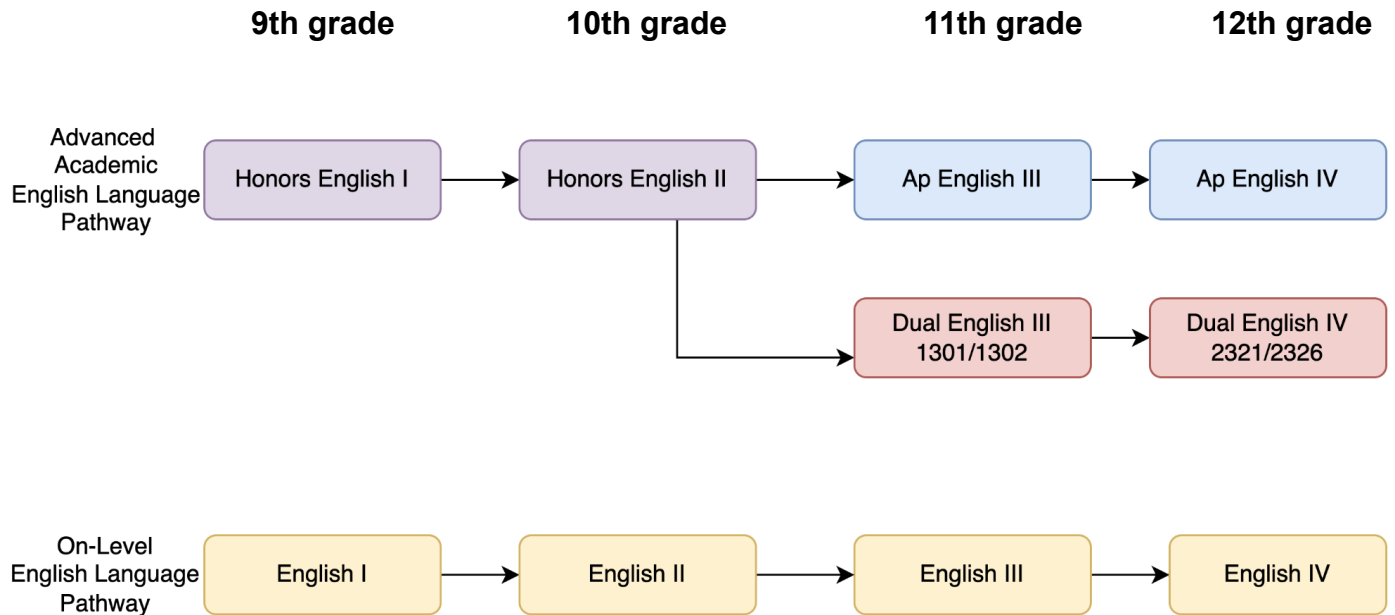 9th grade
10th grade
11th grade
12th grade
Advanced
Academic
English Language
Pathway
Honors English I
Honors English II
Ap English III
Ap English IV
Dual English III
1301/1302
Dual English IV
2321/2326
On-Level
English Language
Pathway
English I
English II
English III
English IV